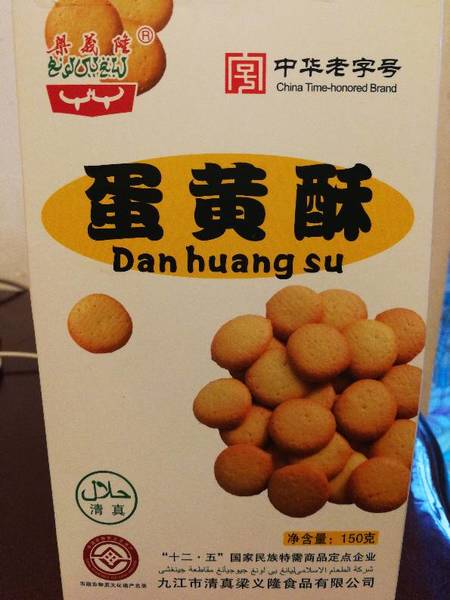 梁義隆®
中华老字号
China Time-honored Brand
蛋黄酥
Dan huang su
حلال
清真
净含量：150克
“十二·五”国家民族特需商品定点企业
九江市清真梁义隆食品有限公司